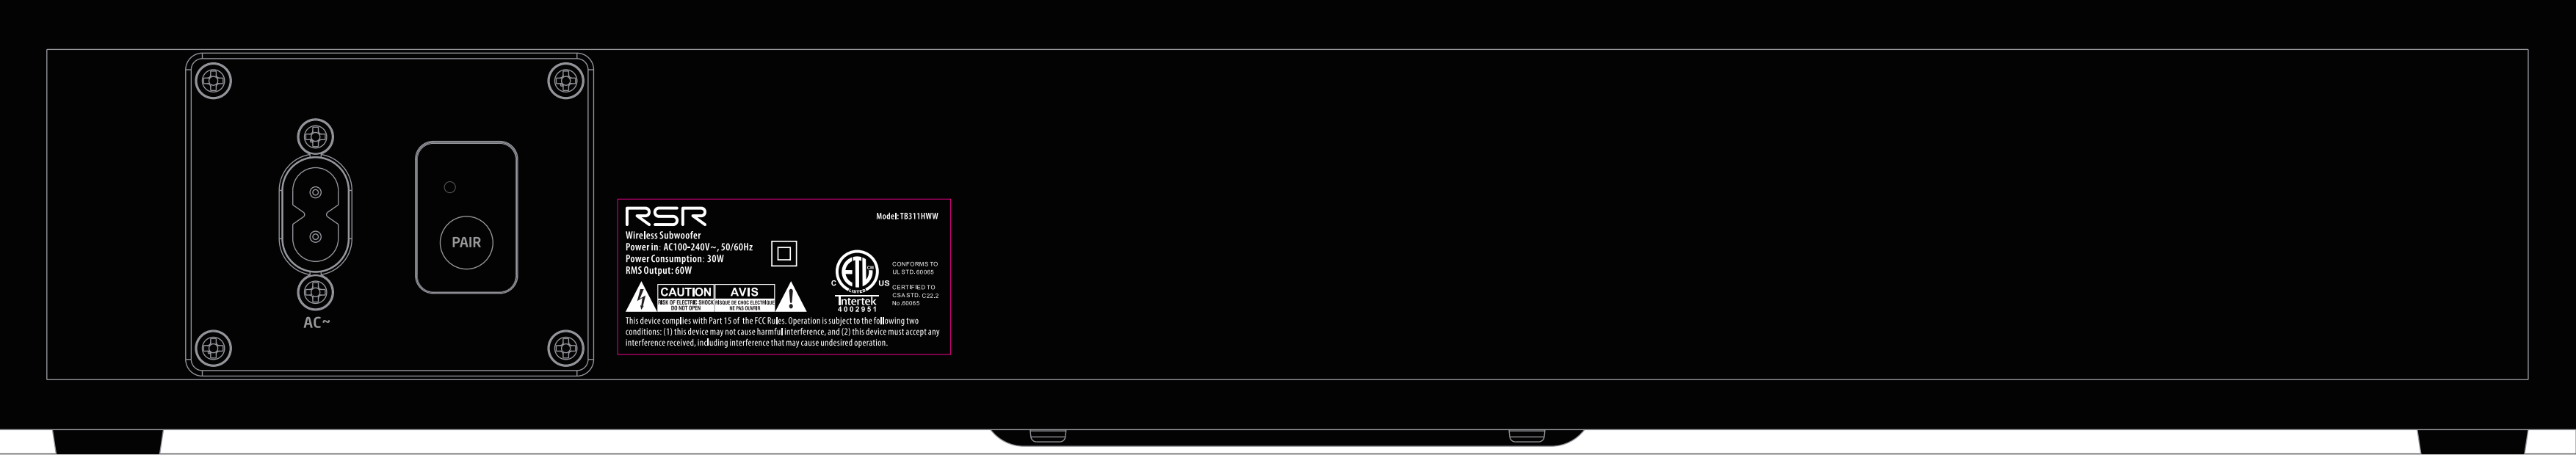 PAIR
AC~
RSR
Model: TB311HWW
Wireless Subwoofer
Power in: AC100-240V~, 50/60Hz
Power Consumption: 30W
RMS Output: 60W
CAUTION
RISK OF ELECTRIC SHOCK
DO NOT OPEN
AVIS
RISQUE DE CHOC ELECTRIQUE
NE PAS OUVRIR
ETL
CM
LISTED
C US
Intertek
4002951
CONFORMS TO
UL STD. 60065
CERTIFIED TO
CSA STD. C22.2
No.60065
This device complies with Part 15 of the FCC Rules. Operation is subject to the following two
conditions: (1) this device may not cause harmful interference, and (2) this device must accept any
interference received, including interference that may cause undesired operation.